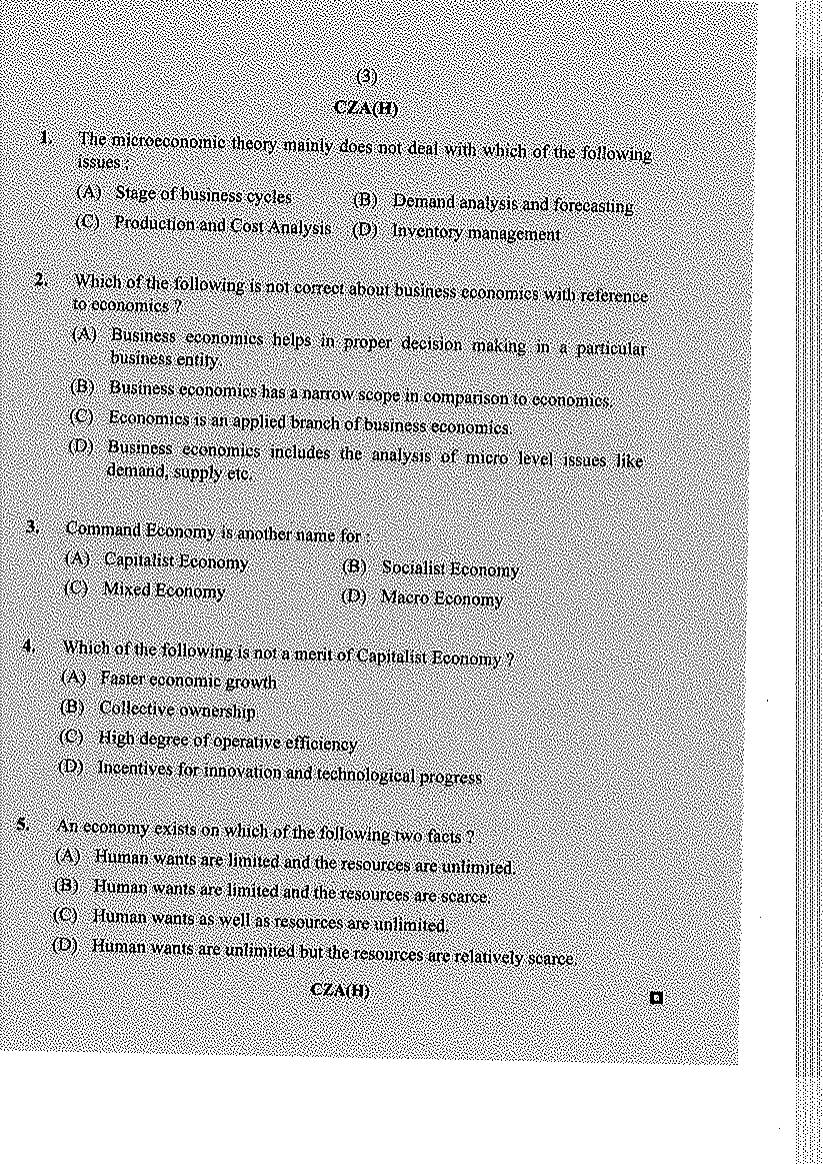 (3)
CZA(H)
1. The microeconomic theory mainly does not deal with which of the following
issues :
(A) Stage of business cycles (B) Demand analysis and forecasting
(C) Production and Cost Analysis (D) Inventory management
2. Which of the following is not correct about business economics with reference
to economics ?
(A) Business economics helps in proper decision making in a particular
business entity.
(B) Business economics has a narrow scope in comparison to economics.
(C) Economics is an applied branch of business economics.
(D) Business economics includes the analysis of micro level issues like
demand, supply etc.
3. Command Economy is another name for :
(A) Capitalist Economy (B) Socialist Economy
(C) Mixed Economy (D) Macro Economy
4. Which of the following is not a merit of Capitalist Economy ?
(A) Faster economic growth
(B) Collective ownership
(C) High degree of operative efficiency
(D) Incentives for innovation and technological progress
5. An economy exists on which of the following two facts ?
(A) Human wants are limited and the resources are unlimited.
(B) Human wants are limited and the resources are scarce.
(C) Human wants as well as resources are unlimited.
(D) Human wants are unlimited but the resources are relatively scarce.
CZA(H)